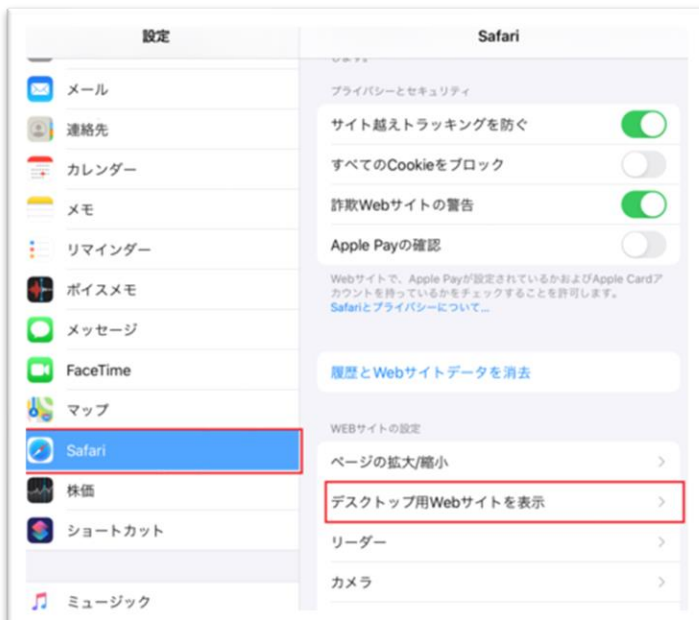 設定
メール
連絡先
カレンダー
メモ
リマインダー
ボイスメモ
メッセージ
FaceTime
マップ
Safari
株価
ショートカット
ミュージック
Safari
します。
プライバシーとセキュリティ
サイト越えトラッキングを防ぐ
すべてのCookieをブロック
詐欺Webサイトの警告
Apple Payの確認
Webサイトで、Apple Payが設定されているかおよびApple Cardア
カウントを持っているかをチェックすることを許可します。
Safariとプライバシーについて...
履歴とWebサイトデータを消去
WEBサイトの設定
ページの拡大/縮小
デスクトップ用Webサイトを表示
リーダー
カメラ